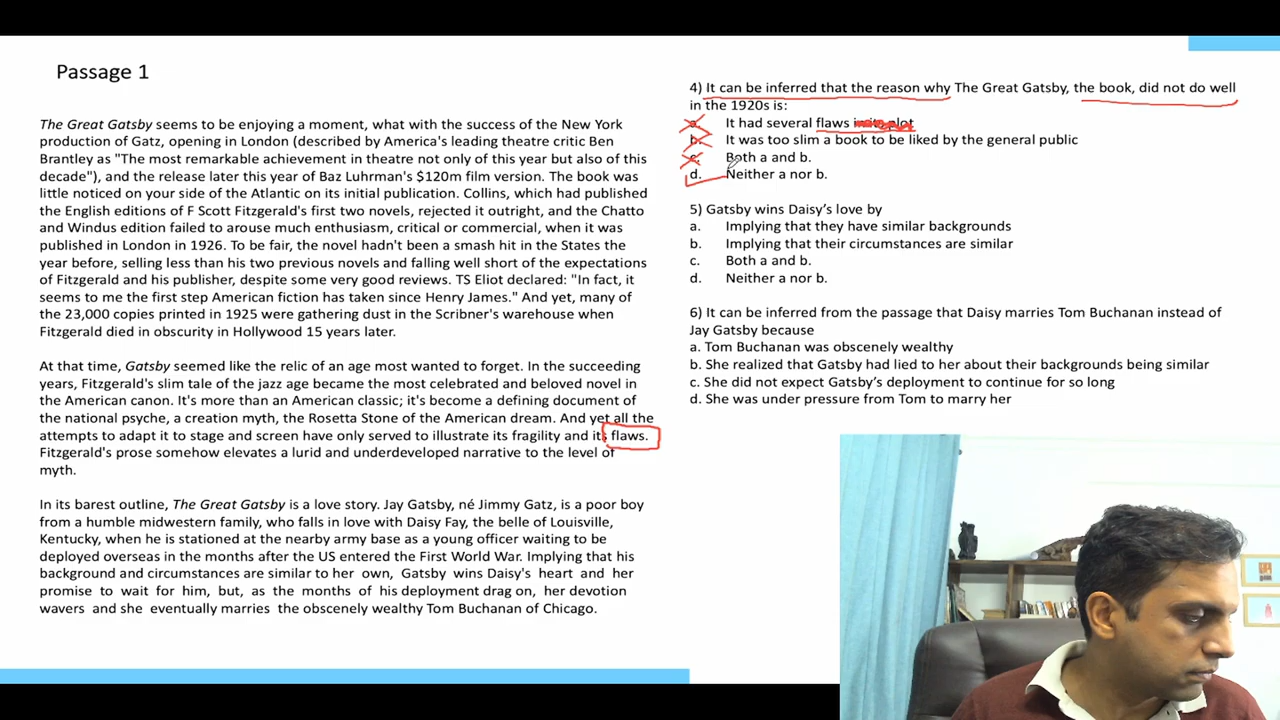 Passage 1
The Great Gatsby seems to be enjoying a moment, what with the success of the New York
production of Gatz, opening in London (described by America's leading theatre critic Ben
Brantley as "The most remarkable achievement in theatre not only of this year but also of this
decade"), and the release later this year of Baz Luhrman's $120m film version. The book was
little noticed on your side of the Atlantic on its initial publication. Collins, which had published
the English editions of F Scott Fitzgerald's first two novels, rejected it outright, and the Chatto
and Windus edition failed to arouse much enthusiasm, critical or commercial, when it was
published in London in 1926. To be fair, the novel hadn't been a smash hit in the States the
year before, selling less than his two previous novels and falling well short of the expectations
of Fitzgerald and his publisher, despite some very good reviews. TS Eliot declared: "In fact, it
seems to me the first step American fiction has taken since Henry James." And yet, many of
the 23,000 copies printed in 1925 were gathering dust in the Scribner's warehouse when
Fitzgerald died in obscurity in Hollywood 15 years later.
At that time, Gatsby seemed like the relic of an age most wanted to forget. In the succeeding
years, Fitzgerald's slim tale of the jazz age became the most celebrated and beloved novel in
the American canon. It's more than an American classic; it's become a defining document of
the national psyche, a creation myth, the Rosetta Stone of the American dream. And yet all the
attempts to adapt it to stage and screen have only served to illustrate its fragility and its flaws.
Fitzgerald's prose somehow elevates a lurid and underdeveloped narrative to the level of
myth.
In its barest outline, The Great Gatsby is a love story. Jay Gatsby, né Jimmy Gatz, is a poor boy
from a humble midwestern family, who falls in love with Daisy Fay, the belle of Louisville,
Kentucky, when he is stationed at the nearby army base as a young officer waiting to be
deployed overseas in the months after the US entered the First World War. Implying that his
background and circumstances are similar to her own, Gatsby wins Daisy's heart and her
promise to wait for him, but, as the months of his deployment drag on, her devotion
wavers and she eventually marries the obscenely wealthy Tom Buchanan of Chicago.
4) It can be inferred that the reason why The Great Gatsby, the book, did not do well
in the 1920s is:
a. It had several flaws in its plot
b. It was too slim a book to be liked by the general public
c. Both a and b.
d. Neither a nor b.
5) Gatsby wins Daisy's love by
a. Implying that they have similar backgrounds
b. Implying that their circumstances are similar
c. Both a and b.
d. Neither a nor b.
6) It can be inferred from the passage that Daisy marries Tom Buchanan instead of
Jay Gatsby because
a. Tom Buchanan was obscenely wealthy
b. She realized that Gatsby had lied to her about their backgrounds being similar
c. She did not expect Gatsby's deployment to continue for so long
d. She was under pressure from Tom to marry her